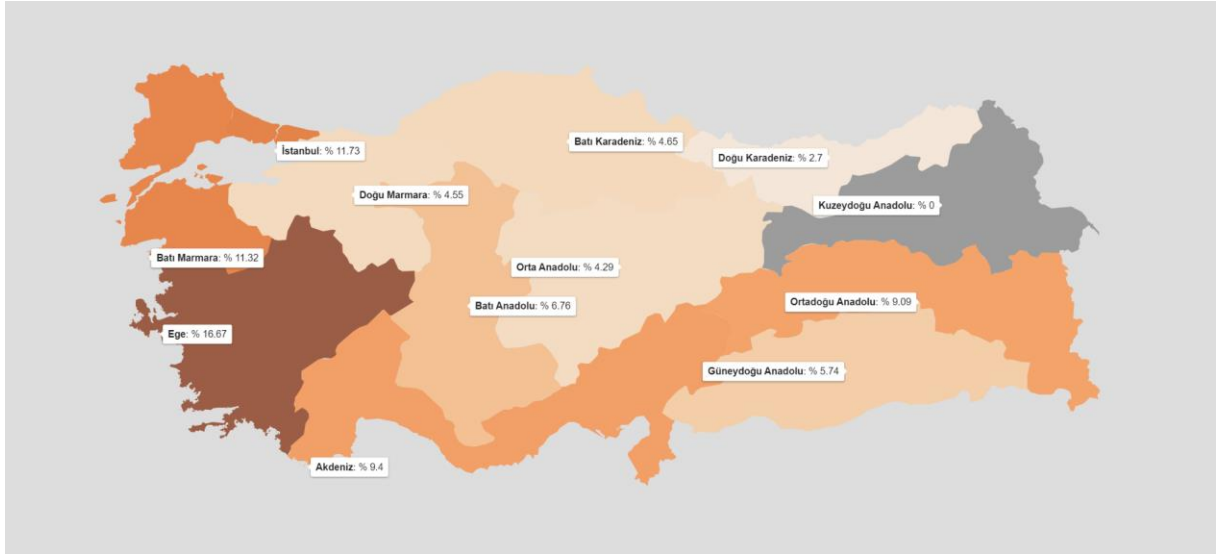 Batı Karadeniz: % 4.65
İstanbul: % 11.73
Doğu Karadeniz: % 2.7
Doğu Marmara: % 4.55
Kuzeydoğu Anadolu: % 0
Batı Marmara: % 11.32
Orta Anadolu: % 4.29
Ortadoğu Anadolu: % 9.09
Batı Anadolu: % 6.76
Ege: % 16.67
Güneydoğu Anadolu: % 5.74
Akdeniz: % 9.4